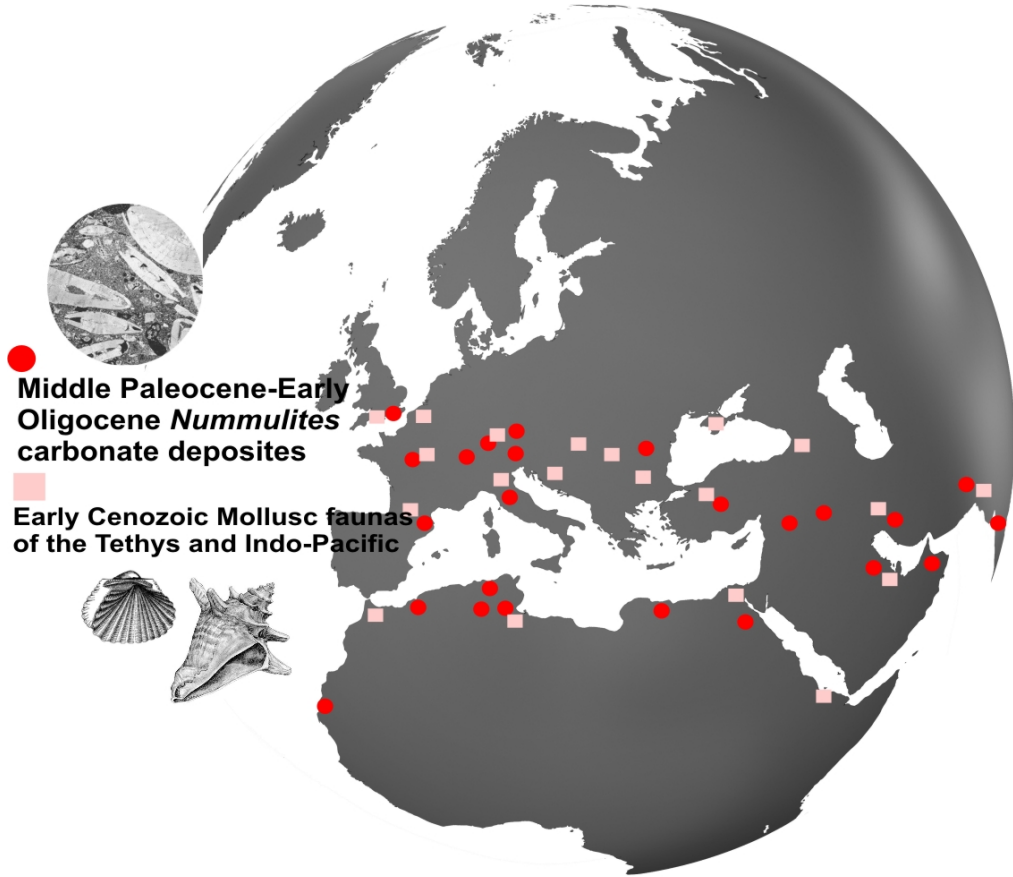 Middle Paleocene-Early
Oligocene Nummulites
carbonate deposites
Early Cenozoic Mollusc faunas
of the Tethys and Indo-Pacific